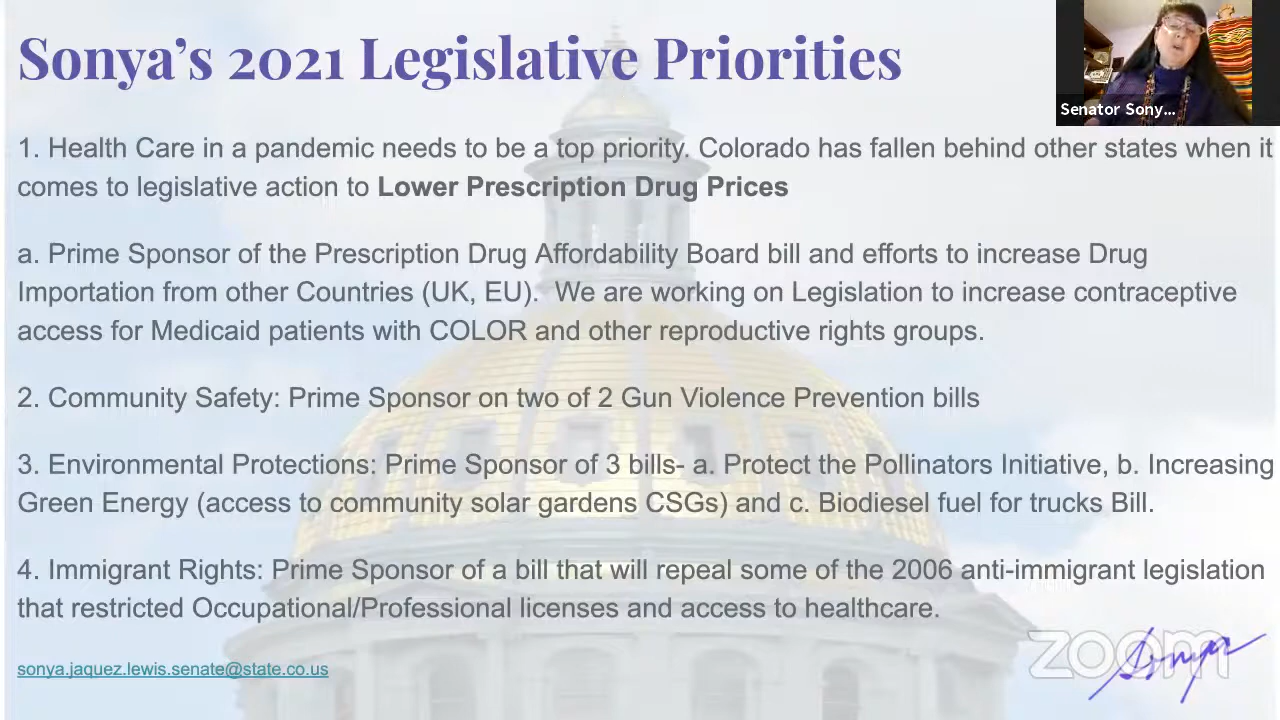 Sonya’s 2021 Legislative Priorities
Senator Sony...
1. Health Care in a pandemic needs to be a top priority. Colorado has fallen behind other states when it
comes to legislative action to Lower Prescription Drug Prices
a. Prime Sponsor of the Prescription Drug Affordability Board bill and efforts to increase Drug
Importation from other Countries (UK, EU).  We are working on Legislation to increase contraceptive
access for Medicaid patients with COLOR and other reproductive rights groups.
2. Community Safety: Prime Sponsor on two of 2 Gun Violence Prevention bills
3. Environmental Protections: Prime Sponsor of 3 bills- a. Protect the Pollinators Initiative, b. Increasing
Green Energy (access to community solar gardens CSGs) and c. Biodiesel fuel for trucks Bill.
4. Immigrant Rights: Prime Sponsor of a bill that will repeal some of the 2006 anti-immigrant legislation
that restricted Occupational/Professional licenses and access to healthcare.
sonya.jaquez.lewis.senate@state.co.us
zoom
Sonya